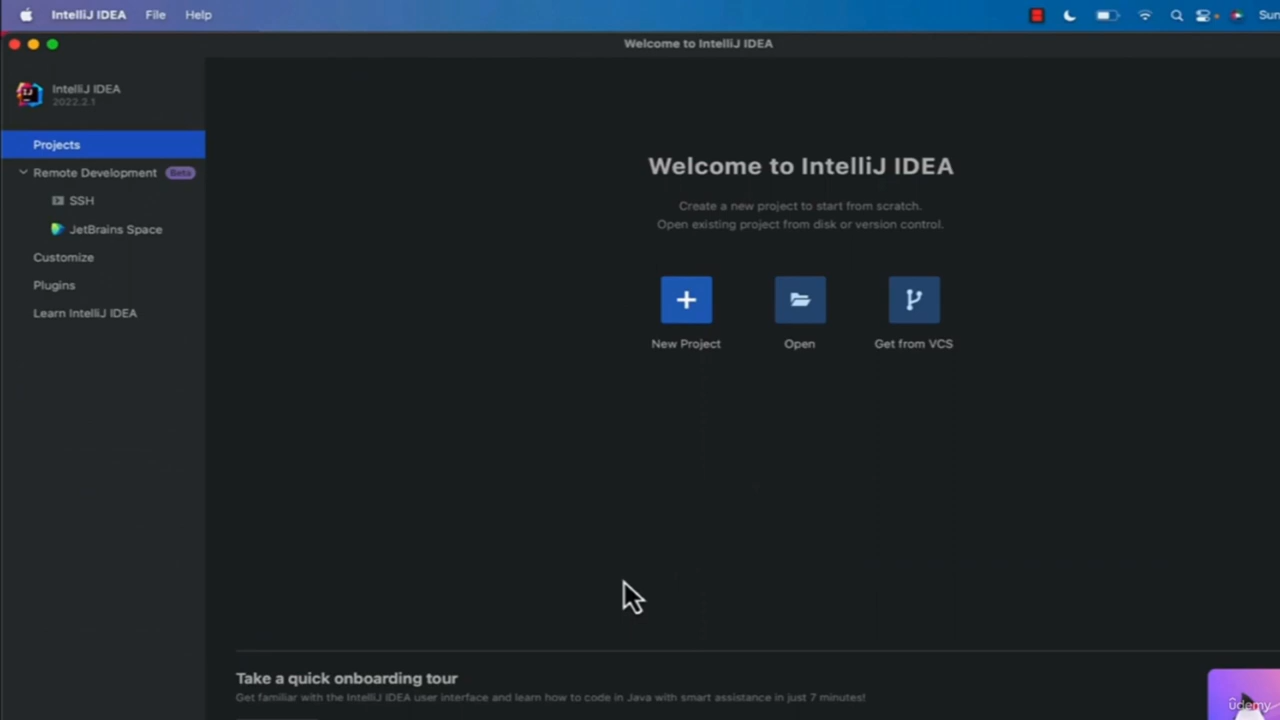 IntelliJ IDEA File Help
Sun
Welcome to IntelliJ IDEA
IntelliJ IDEA
2022.2.1
Projects
Remote Development Beta
SSH
JetBrains Space
Customize
Plugins
Learn IntelliJ IDEA
Welcome to IntelliJ IDEA
Create a new project to start from scratch.
Open existing project from disk or version control.
New Project Open Get from VCS
Take a quick onboarding tour
Get familiar with the IntelliJ IDEA user interface and learn how to code in Java with smart assistance in just 7 minutes!
ûdemy